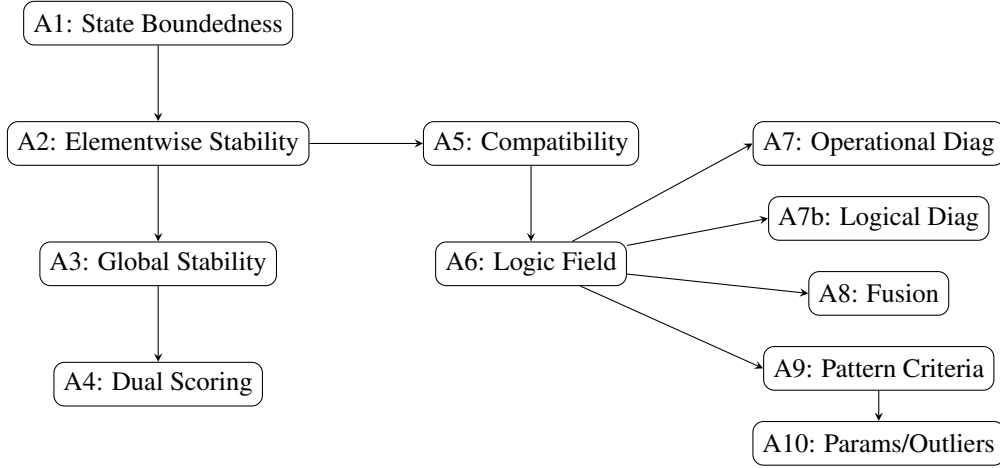 A1: State Boundedness
A2: Elementwise Stability
A5: Compatibility
A7: Operational Diag
A7b: Logical Diag
A3: Global Stability
A6: Logic Field
A8: Fusion
A4: Dual Scoring
A9: Pattern Criteria
A10: Params/Outliers